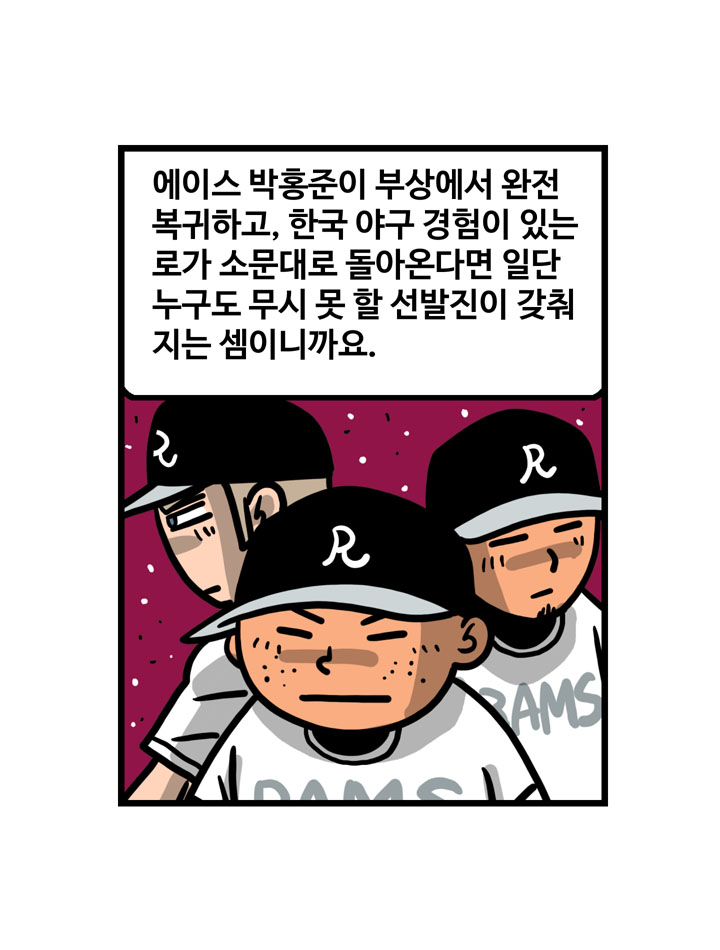 에이스 박홍준이 부상에서 완전
복귀하고, 한국 야구 경험이 있는
로가 소문대로 돌아온다면 일단
누구도 무시 못 할 선발진이 갖춰
지는 셈이니까요.
R
R
R
RAMS
RAMS